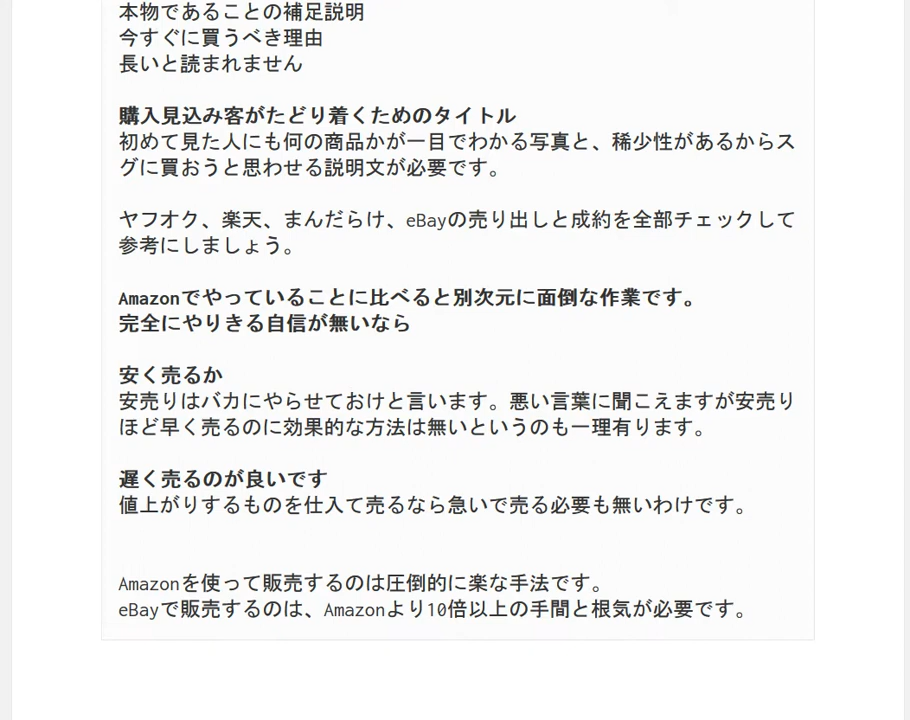 本物であることの補足説明
今すぐに買うべき理由
長いと読まれません
購入見込み客がたどり着くためのタイトル
初めて見た人にも何の商品かが一目でわかる写真と、稀少性があるからス
グに買おうと思わせる説明文が必要です。
ヤフオク、楽天、まんだらけ、eBayの売り出しと成約を全部チェックして
参考にしましょう。
Amazonでやっていることに比べると別次元に面倒な作業です。
完全にやりきる自信が無いなら
安く売るか
安売りはバカにやらせておけと言います。悪い言葉に聞こえますが安売り
ほど早く売るのに効果的な方法は無いというのも一理有ります。
遅く売るのが良いです
値上がりするものを仕入て売るなら急いで売る必要も無いわけです。
Amazonを使って販売するのは圧倒的に楽な手法です。
eBayで販売するのは、Amazonより10倍以上の手間と根気が必要です。